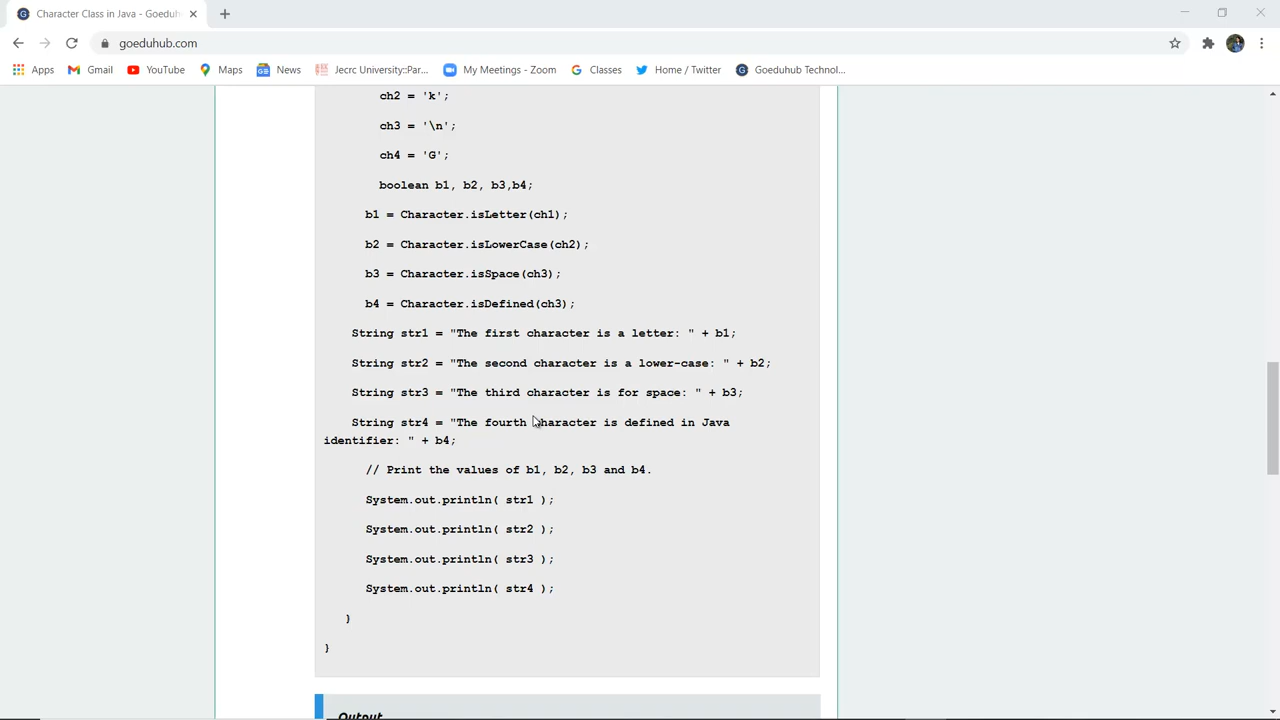 Character Class in Java - Goeduh
goeduhub.com
Apps Gmail YouTube Maps News Jecrc University::Par... My Meetings - Zoom Classes Home / Twitter Goeduhub Technol...
ch2 = 'k';
ch3 = '\n';
ch4 = 'G';
boolean b1, b2, b3,b4;
b1 = Character.isLetter(ch1);
b2 = Character.isLowerCase(ch2);
b3 = Character.isSpace(ch3);
b4 = Character.isDefined(ch3);
String str1 = "The first character is a letter: " + b1;
String str2 = "The second character is a lower-case: " + b2;
String str3 = "The third character is for space: " + b3;
String str4 = "The fourth character is defined in Java
identifier: " + b4;
// Print the values of b1, b2, b3 and b4.
System.out.println( str1 );
System.out.println( str2 );
System.out.println( str3 );
System.out.println( str4 );
}
}
Output